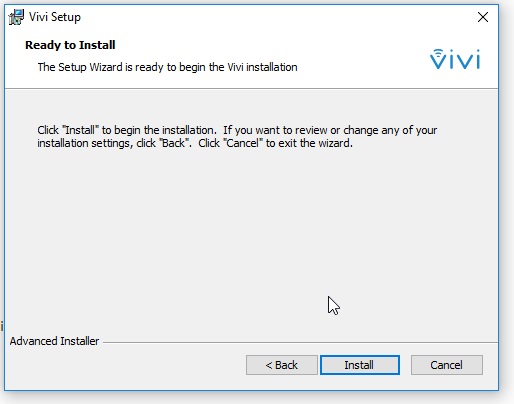 Vivi Setup
Ready to Install
The Setup Wizard is ready to begin the Vivi installation
vivi
Click "Install" to begin the installation.  If you want to review or change any of your
installation settings, click "Back".  Click "Cancel" to exit the wizard.
i
Advanced Installer
< Back
Install
Cancel